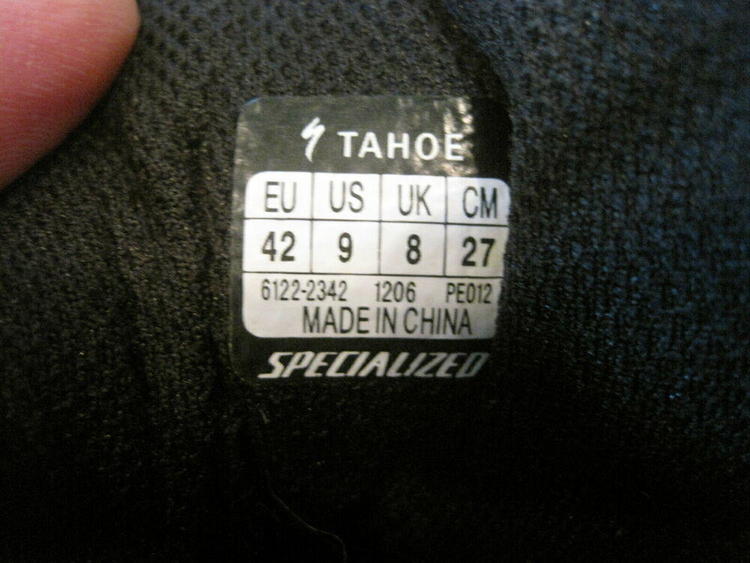 TAHOE
EU US UK CM
42 9 8 27
6122-2342 1206 PE012
MADE IN CHINA
SPECIALIZED